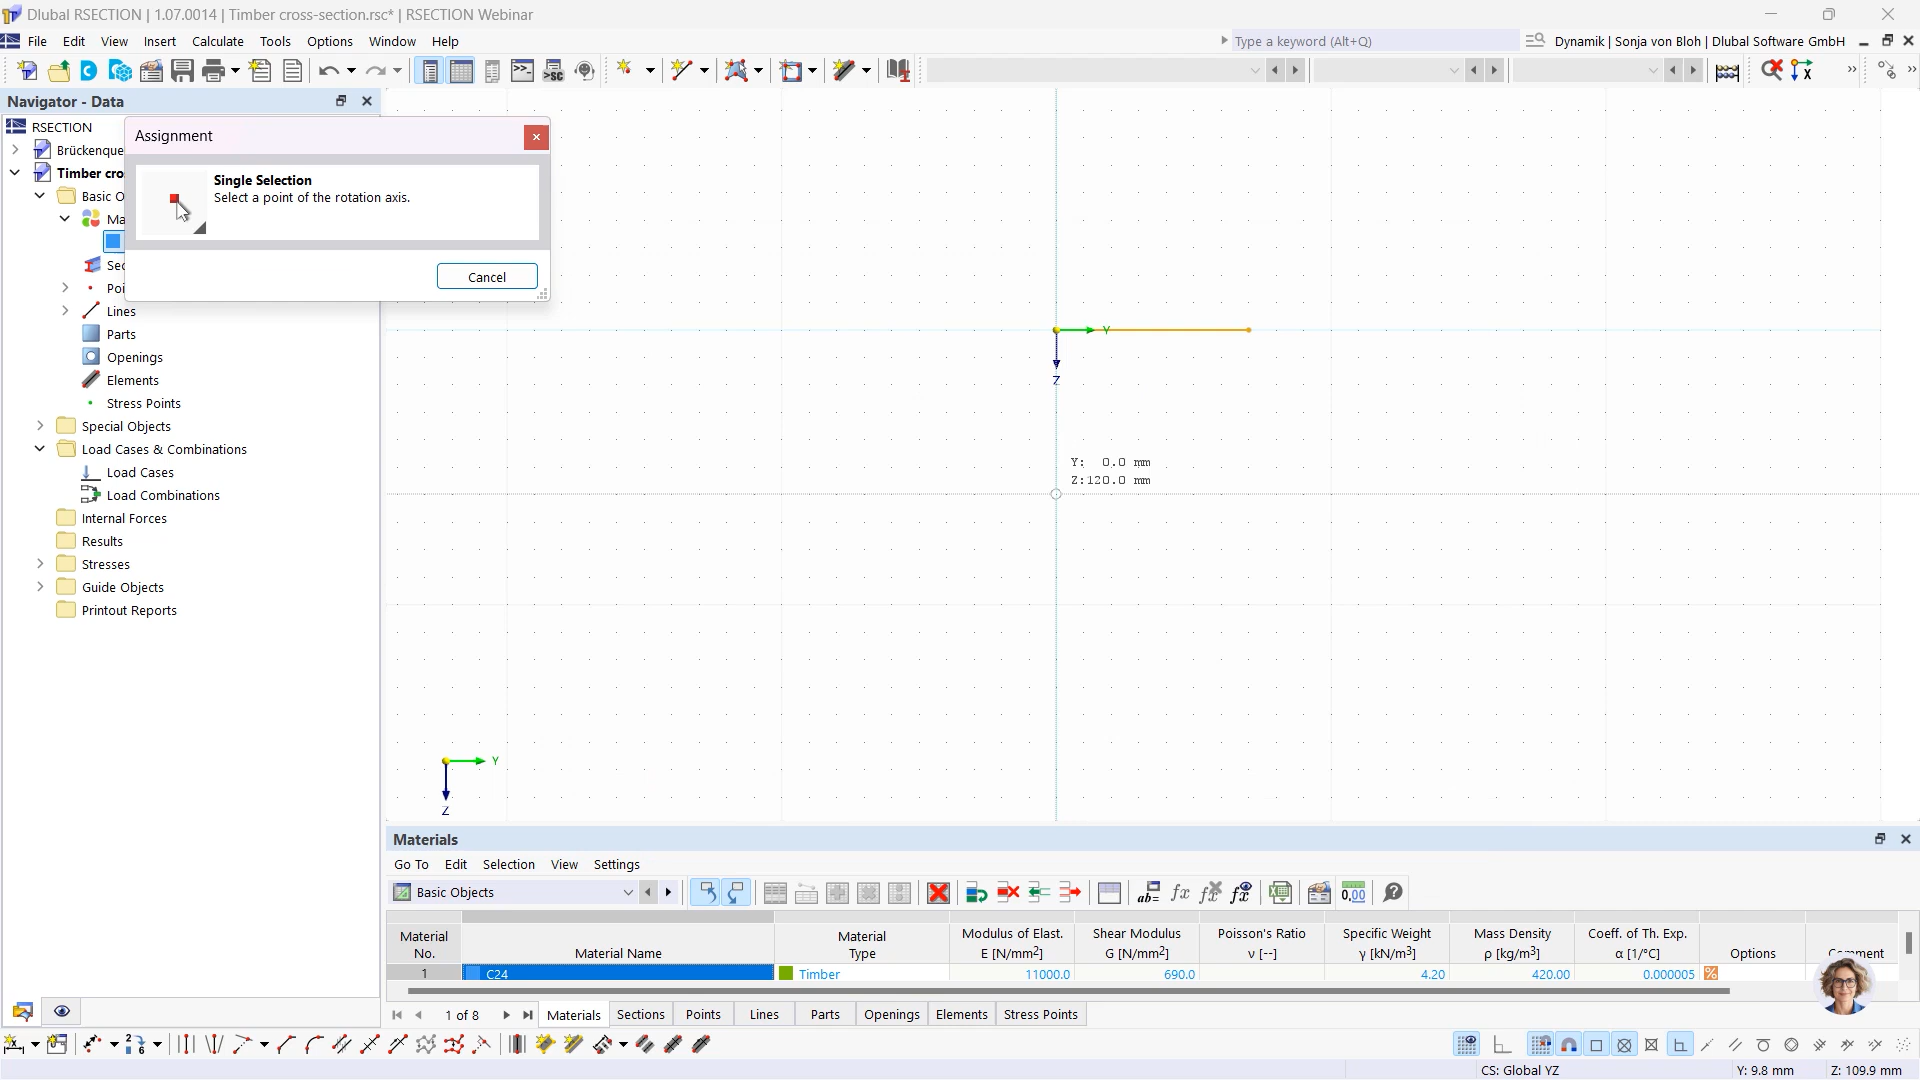 Dlubal RSECTION | 1.07.0014 | Timber cross-section.rsc* | RSECTION Webinar
File Edit View Insert Calculate Tools Options Window Help
Type a keyword (Alt+Q)
Dynamik | Sonja von Bloh | Dlubal Software GmbH
Navigator - Data
RSECTION
Brückenque
Timber cro
Basic O
Ma
Sec
Poi
Lines
Parts
Openings
Elements
Stress Points
Special Objects
Load Cases & Combinations
Load Cases
Load Combinations
Internal Forces
Results
Stresses
Guide Objects
Printout Reports
Assignment
Single Selection
Select a point of the rotation axis.
Cancel
Y
Z
Y: 0.0 mm
Z:120.0 mm
Y
Z
Materials
Go To Edit Selection View Settings
Basic Objects
Material No. Material Name Material Type Modulus of Elast. E [N/mm²] Shear Modulus G [N/mm²] Poisson's Ratio ν [--] Specific Weight γ [kN/m³] Mass Density ρ [kg/m³] Coeff. of Th. Exp. α [1/°C] Options Comment
1 C24 Timber 11000.0 690.0 4.20 420.00 0.000005
1 of 8 Materials Sections Points Lines Parts Openings Elements Stress Points
CS: Global YZ Y: 9.8 mm Z: 109.9 mm